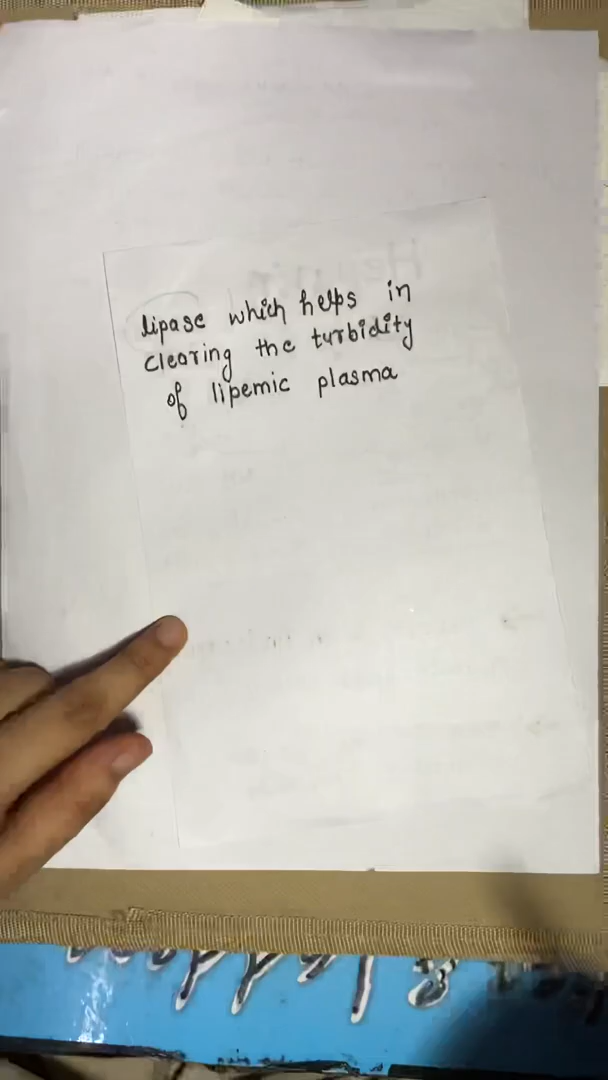 lipase which helps in
clearing the turbidity
of lipemic plasma